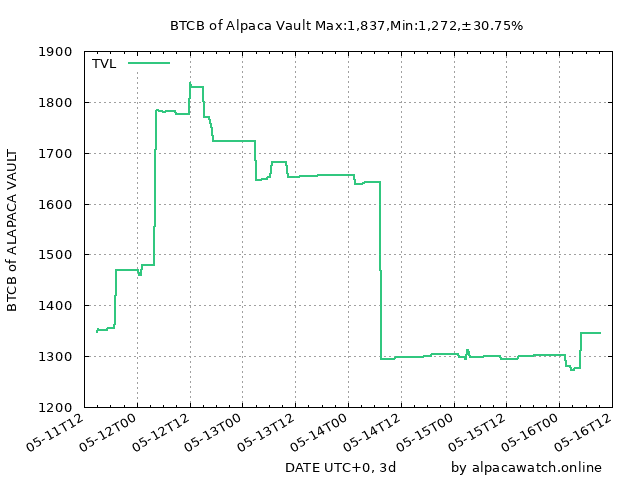 BTCB of Alpaca Vault Max:1,837,Min:1,272,±30.75%
TVL
BTCB of ALAPACA VAULT
1900
1800
1700
1600
1500
1400
1300
1200
05-11T12
05-12T00
05-12T12
05-13T00
05-13T12
05-14T00
05-14T12
05-15T00
05-15T12
05-16T00
05-16T12
DATE UTC+0, 3d
by alpacawatch.online